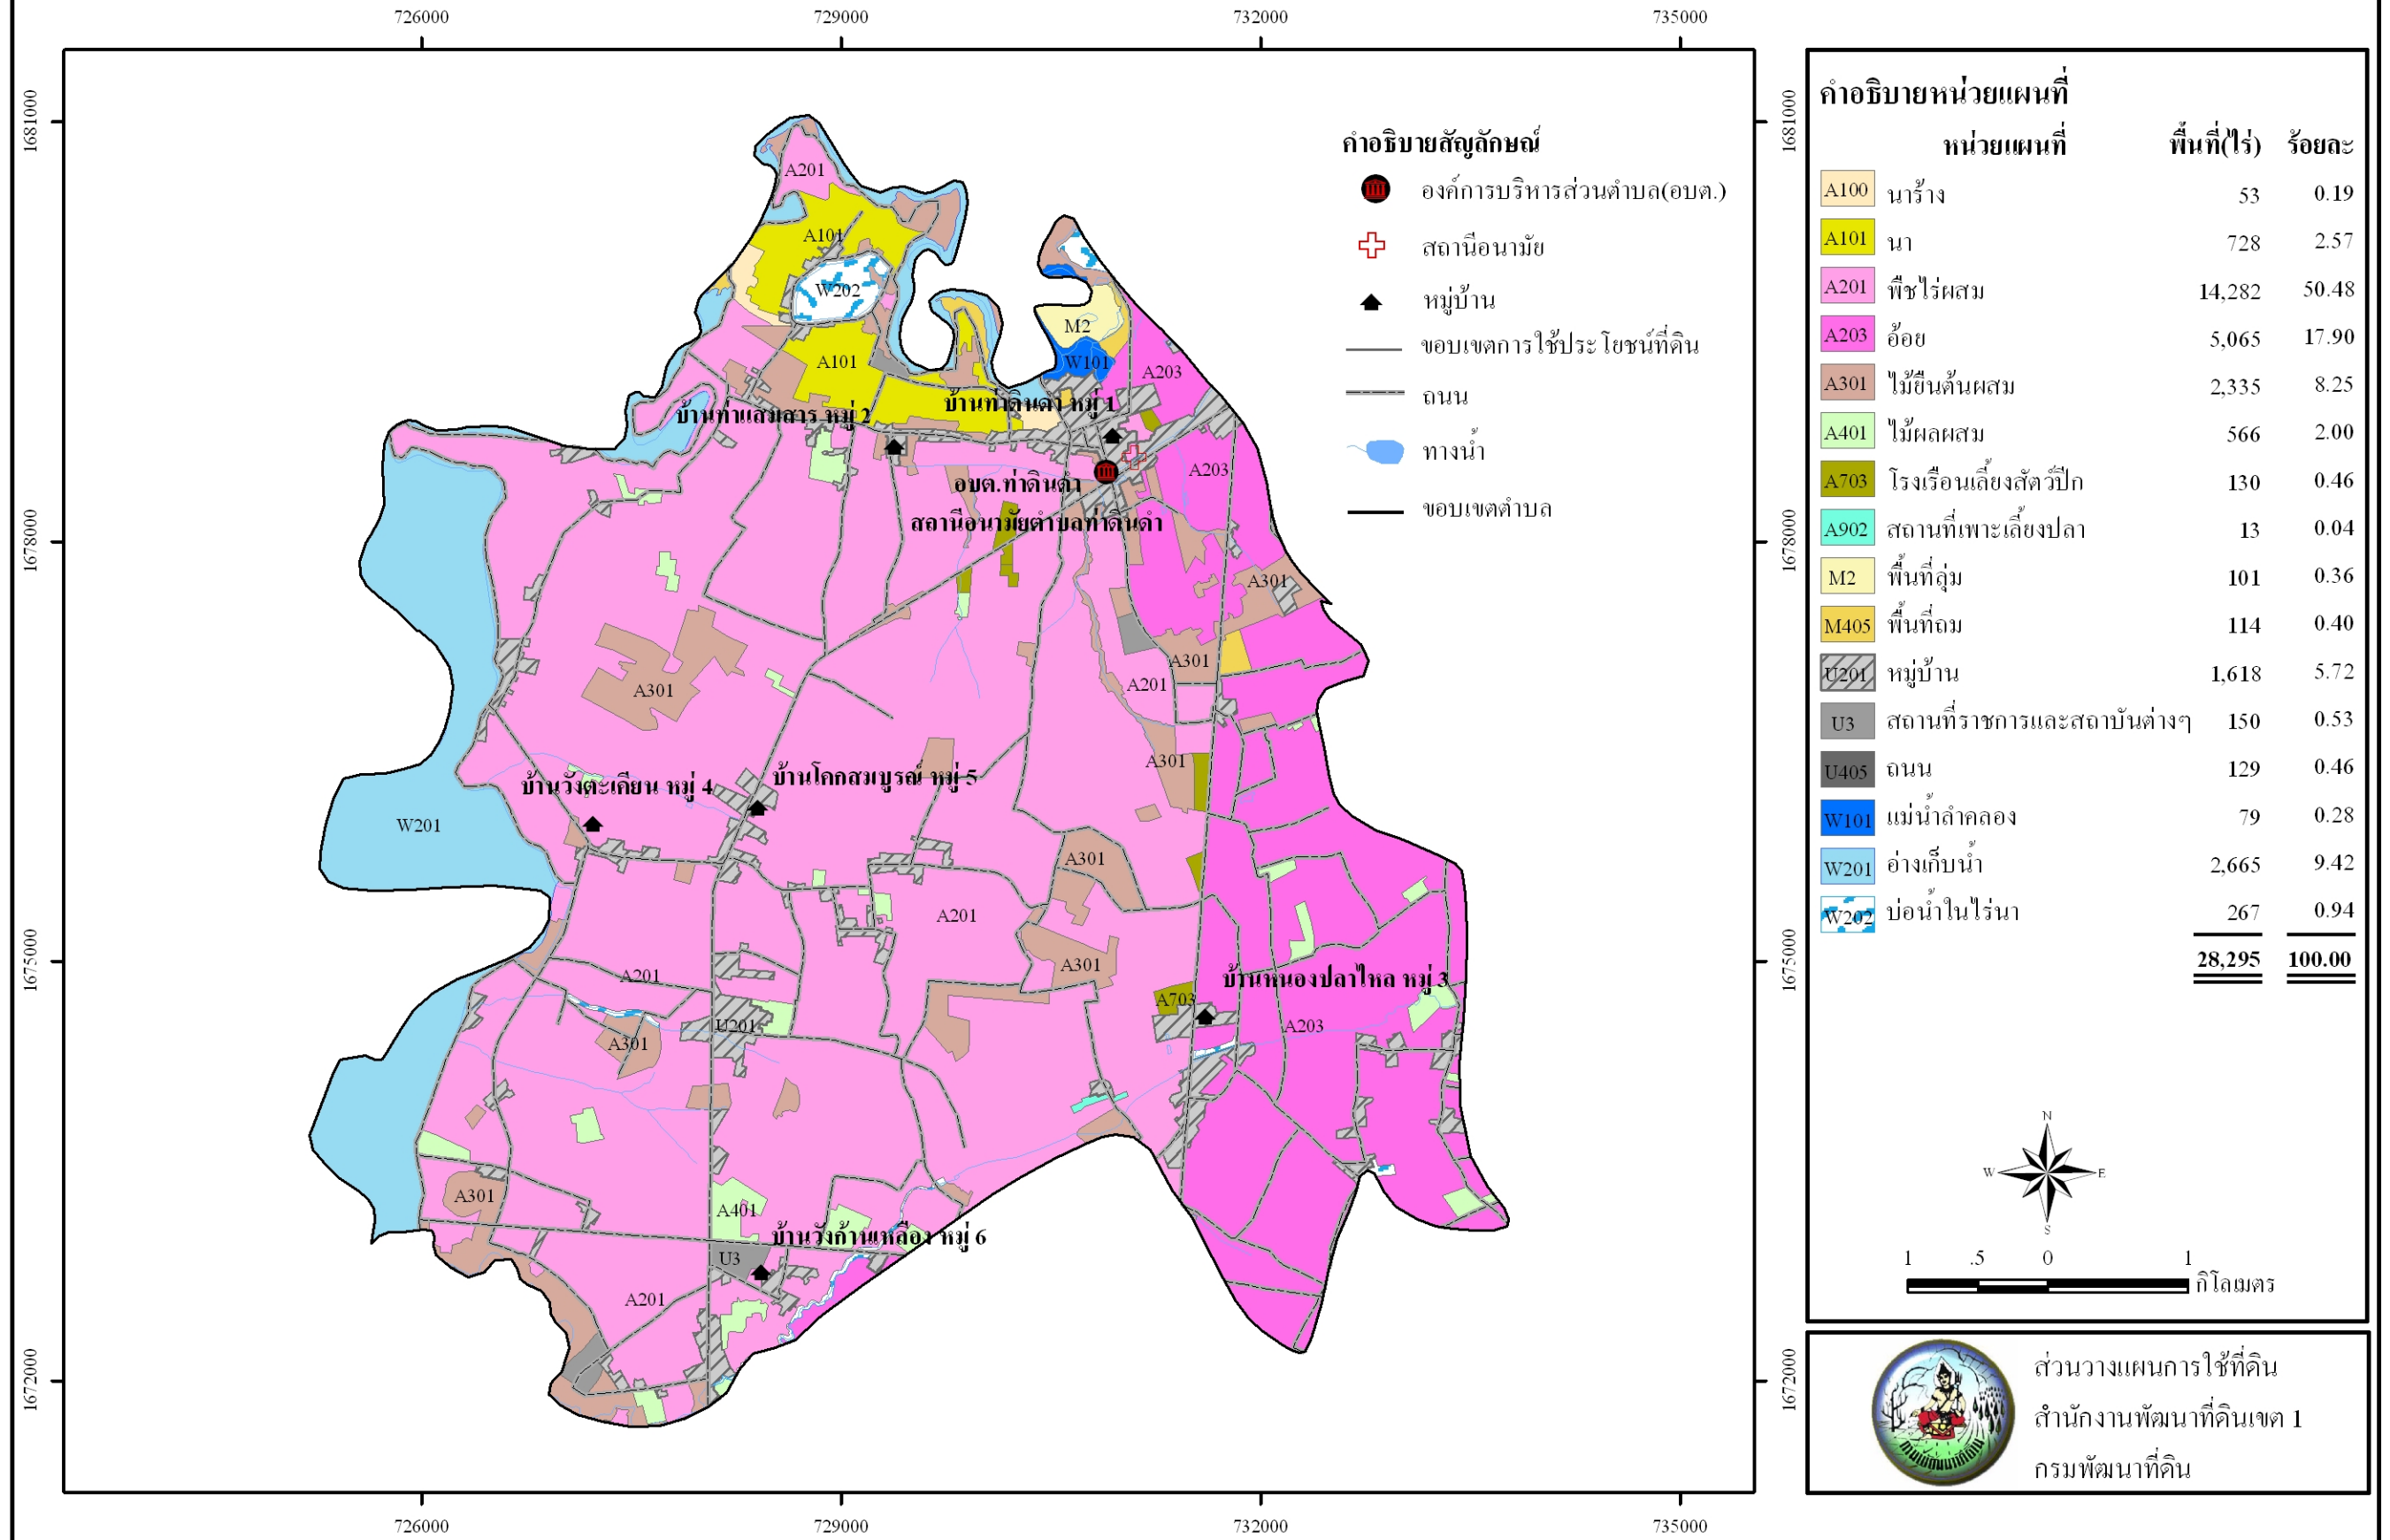 726000 729000 732000 735000
1681000
1678000
1675000
1672000
1681000
1678000
1675000
1672000
A201
A101
W202
A101
M2
W101
A203
บ้านท่าแสมสาร หมู่ 2
บ้านท่าดินดำ หมู่ 1
A203
อบต.ท่าดินดำ
สถานีอนามัยตำบลท่าดินดำ
A301
A301
A301
A201
A301
บ้านวังตะเคียน หมู่ 4
บ้านโคกสมบูรณ์ หมู่ 5
W201
A301
A201
A301
A201
บ้านหนองปลาไหล หมู่ 3
A703
U201
A203
A301
A301
A401
บ้านวังก้านเหลือง หมู่ 6
U3
A201
726000 729000 732000 735000
คำอธิบายสัญลักษณ์
องค์การบริหารส่วนตำบล(อบต.)
สถานีอนามัย
หมู่บ้าน
ขอบเขตการใช้ประโยชน์ที่ดิน
ถนน
ทางน้ำ
ขอบเขตตำบล
คำอธิบายหน่วยแผนที่
หน่วยแผนที่ พื้นที่(ไร่) ร้อยละ
A100 นาร้าง 53 0.19
A101 นา 728 2.57
A201 พืชไร่ผสม 14,282 50.48
A203 อ้อย 5,065 17.90
A301 ไม้ยืนต้นผสม 2,335 8.25
A401 ไม้ผลผสม 566 2.00
A703 โรงเรือนเลี้ยงสัตว์ปีก 130 0.46
A902 สถานที่เพาะเลี้ยงปลา 13 0.04
M2 พื้นที่ลุ่ม 101 0.36
M405 พื้นที่ถม 114 0.40
U201 หมู่บ้าน 1,618 5.72
U3 สถานที่ราชการและสถาบันต่างๆ 150 0.53
U405 ถนน 129 0.46
W101 แม่น้ำลำคลอง 79 0.28
W201 อ่างเก็บน้ำ 2,665 9.42
W202 บ่อน้ำในไร่นา 267 0.94
28,295 100.00
N
W E
S
1 .5 0 1
กิโลเมตร
ส่วนวางแผนการใช้ที่ดิน
สำนักงานพัฒนาที่ดินเขต 1
กรมพัฒนาที่ดิน
กรมพัฒนาที่ดิน